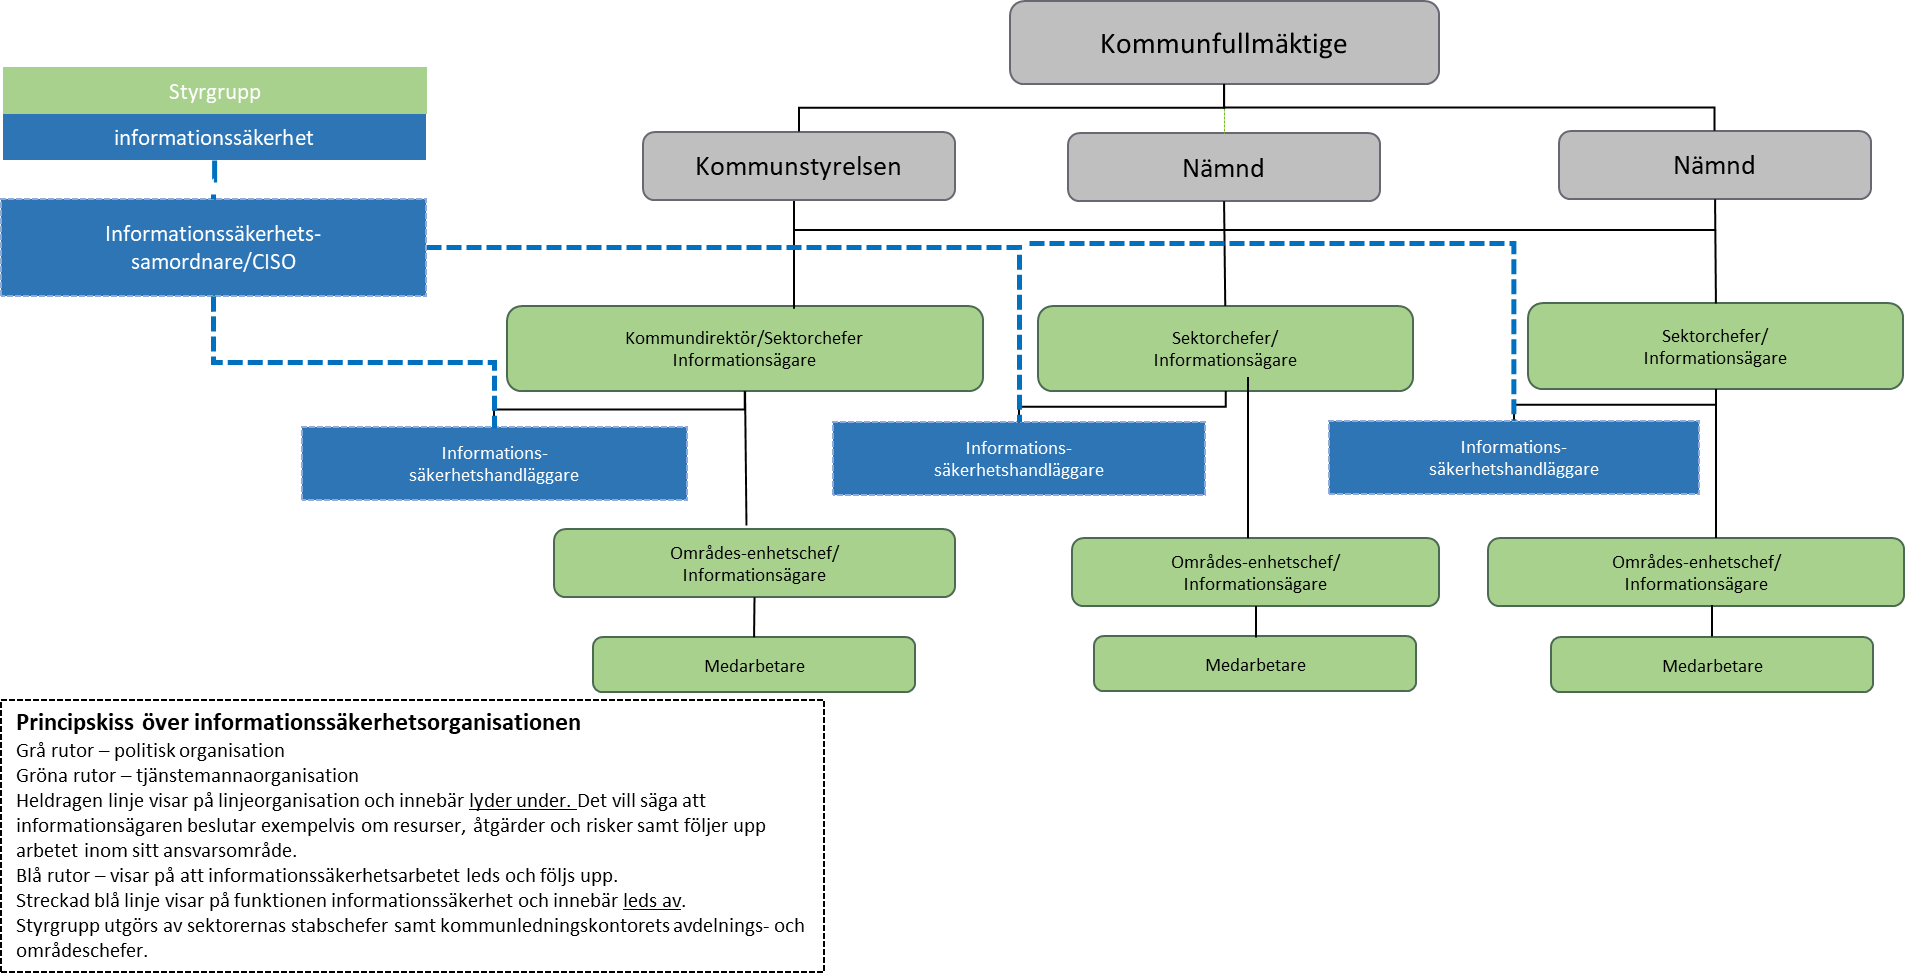 Kommunfullmäktige
Styrgrupp
informationssäkerhet
Kommunstyrelsen
Nämnd
Nämnd
Informationssäkerhets-
samordnare/CISO
Kommundirektör/Sektorchefer
Informationsägare
Sektorchefer/
Informationsägare
Sektorchefer/
Informationsägare
Informations-
säkerhetshandläggare
Informations-
säkerhetshandläggare
Informations-
säkerhetshandläggare
Områdes-enhetschef/
Informationsägare
Områdes-enhetschef/
Informationsägare
Områdes-enhetschef/
Informationsägare
Medarbetare
Medarbetare
Medarbetare
Principskiss över informationssäkerhetsorganisationen
Grå rutor – politisk organisation
Gröna rutor – tjänstemannaorganisation
Heldragen linje visar på linjeorganisation och innebär lyder under. Det vill säga att
informationsägaren beslutar exempelvis om resurser, åtgärder och risker samt följer upp
arbetet inom sitt ansvarsområde.
Blå rutor – visar på att informationssäkerhetsarbetet leds och följs upp.
Streckad blå linje visar på funktionen informationssäkerhet och innebär leds av.
Styrgrupp utgörs av sektorernas stabschefer samt kommunledningskontorets avdelnings- och
områdeschefer.